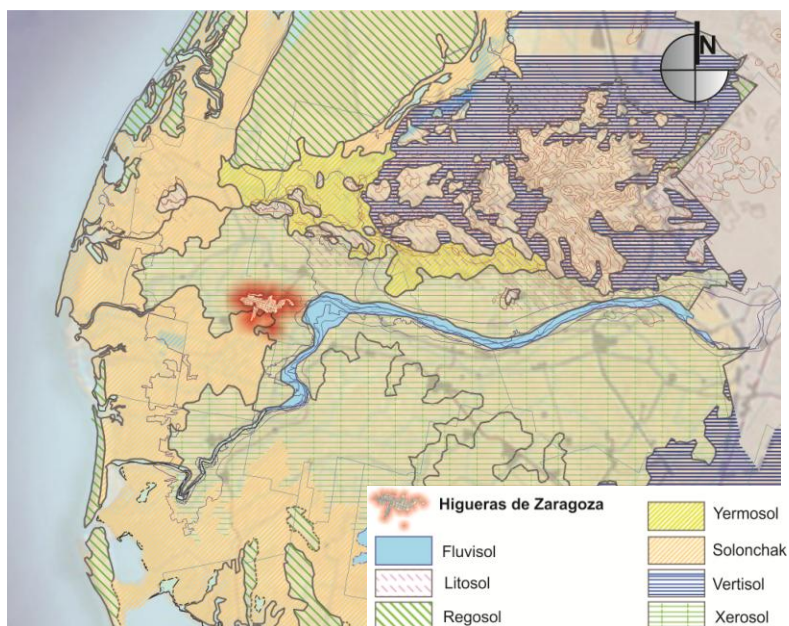 N
Higueras de Zaragoza
Fluvisol
Litosol
Regosol
Yermosol
Solonchak
Vertisol
Xerosol